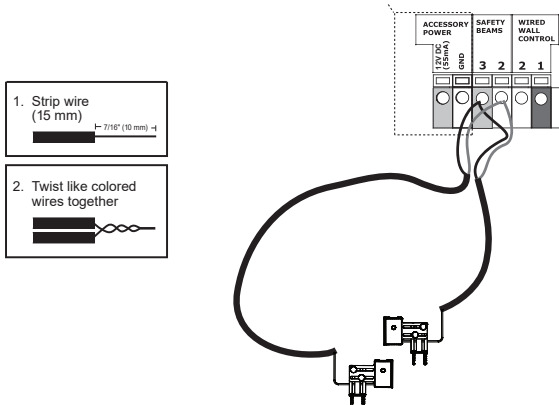 ACCESSORY POWER
SAFETY BEAMS
WIRED WALL CONTROL
12V DC (55mA)
GND
3
2
2
1
1. Strip wire
(15 mm)
7/16" (10 mm)
2. Twist like colored
wires together